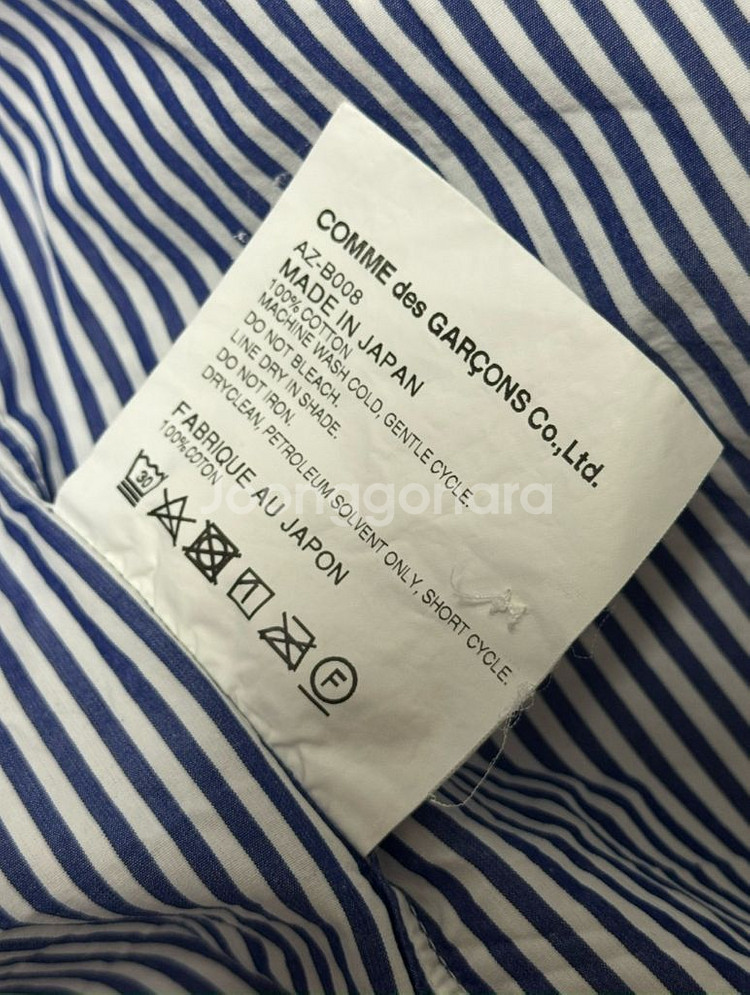 COMME des GARÇONS Co.,Ltd.
AZ-B008
MADE IN JAPAN
100% COTTON
MACHINE WASH COLD, GENTLE CYCLE.
DO NOT BLEACH.
LINE DRY IN SHADE.
DO NOT IRON.
DRYCLEAN, PETROLEUM SOLVENT ONLY, SHORT CYCLE.
FABRIQUE AU JAPON
100% COTON
30
F
Joonggonara